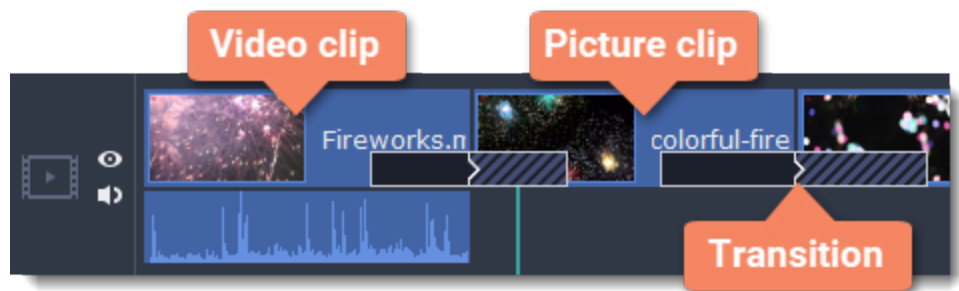 Video clip
Picture clip
Fireworks.m
colorful-fire
Transition